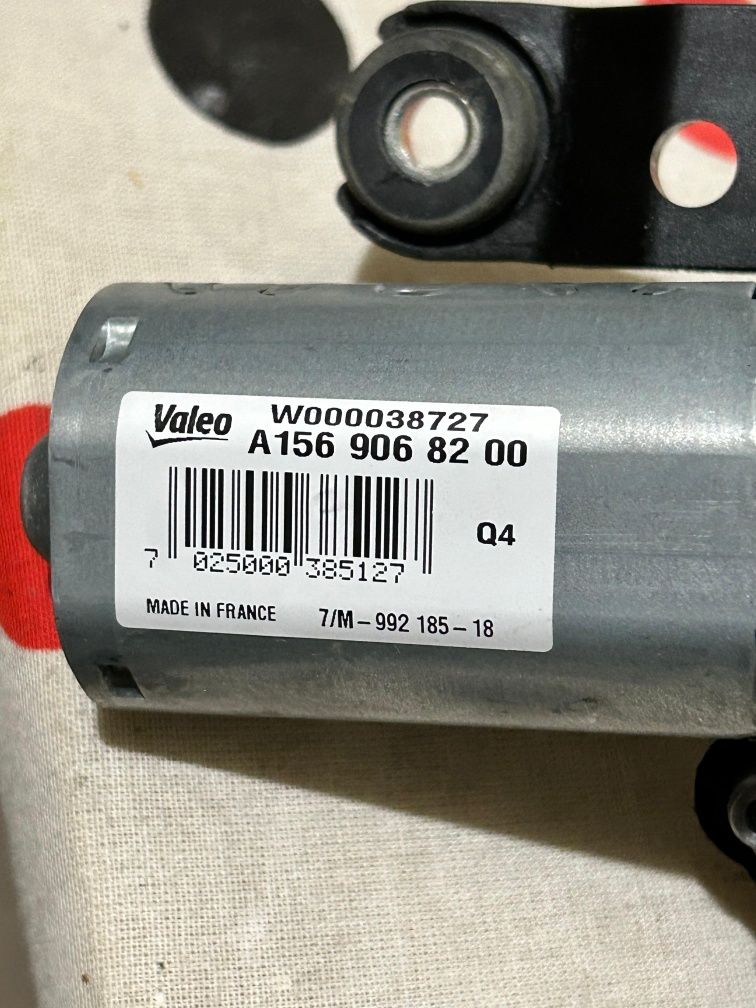 Valeo W000038727
A156 906 82 00
Q4
7 025000 385127
MADE IN FRANCE 7/M-992 185-18